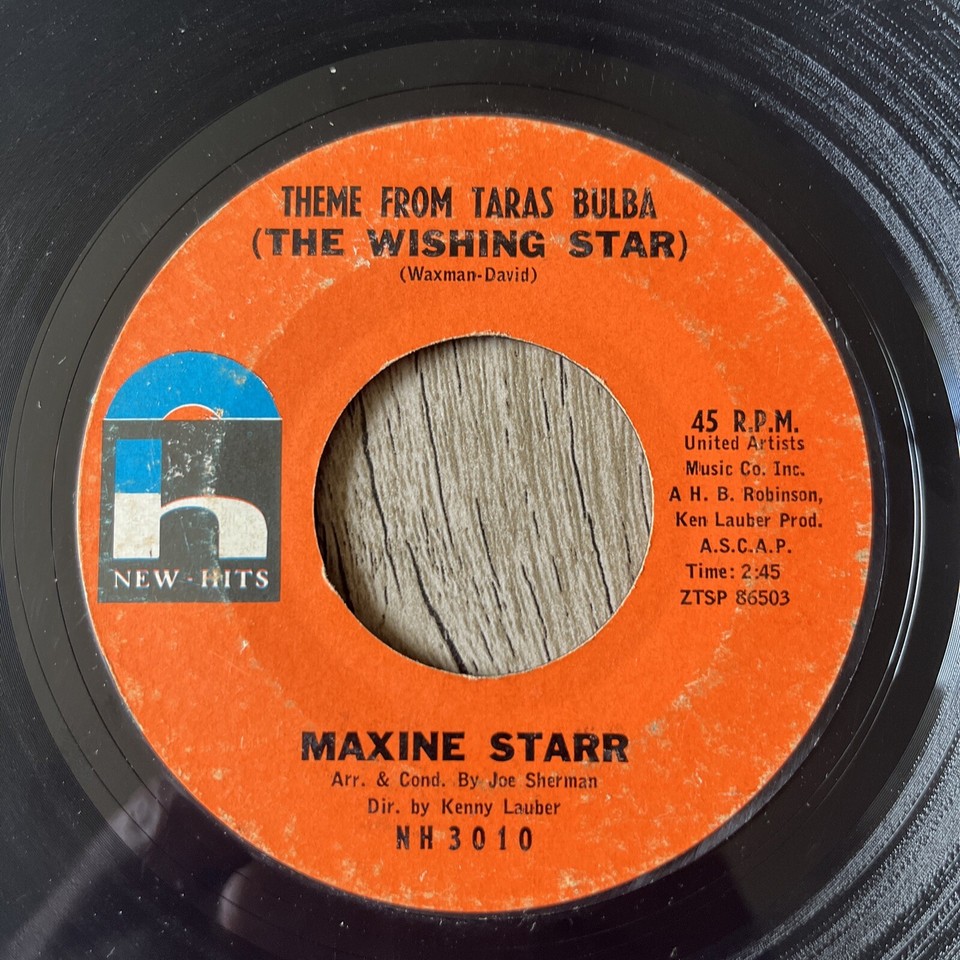 THEME FROM TARAS BULBA
(THE WISHING STAR)
(Waxman-David)
NEW-HITS
45 R.P.M.
United Artists
Music Co. Inc.
A H. B. Robinson,
Ken Lauber Prod.
A.S.C.A.P.
Time: 2:45
ZTSP 86503
MAXINE STARR
Arr. & Cond. By Joe Sherman
Dir. by Kenny Lauber
NH 3010